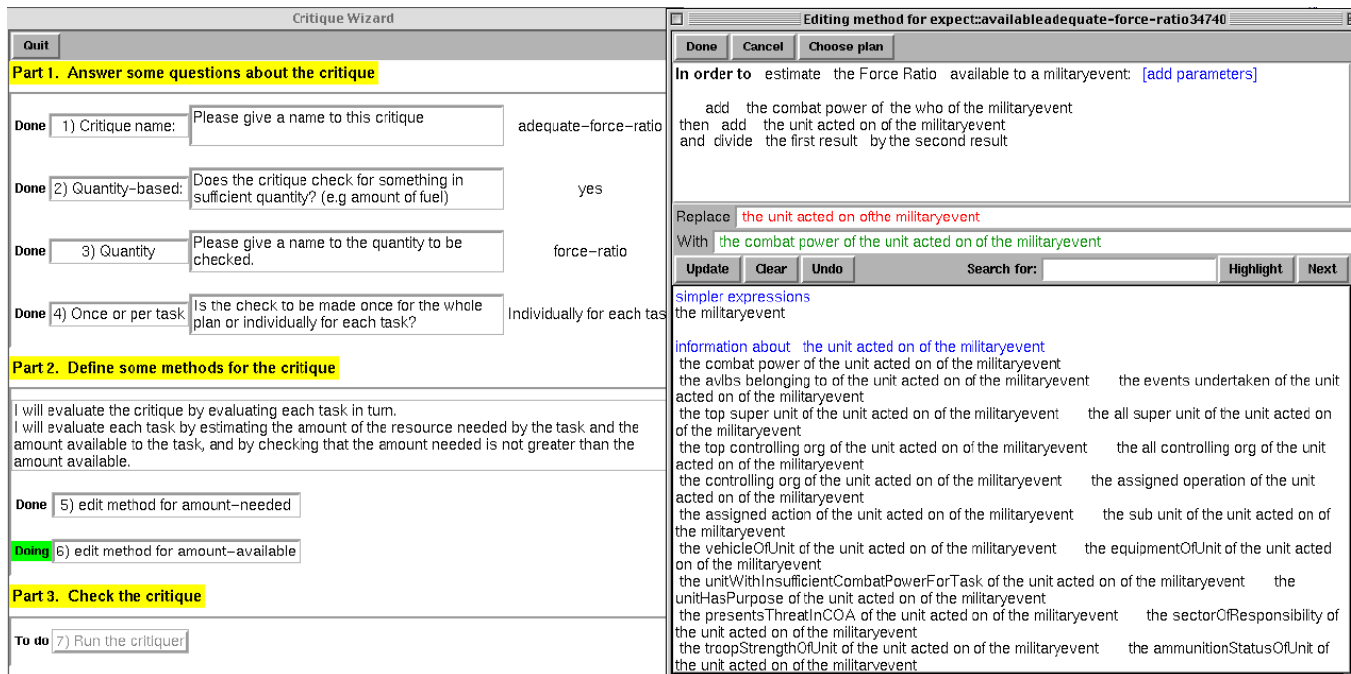 Critique Wizard
Quit
Part 1. Answer some questions about the critique
Done 1) Critique name: Please give a name to this critique adequate-force-ratio
Done 2) Quantity-based: Does the critique check for something in
sufficient quantity? (e.g amount of fuel) yes
Done 3) Quantity Please give a name to the quantity to be
checked. force-ratio
Done 4) Once or per task Is the check to be made once for the whole
plan or individually for each task? Individually for each tas
Part 2. Define some methods for the critique
I will evaluate the critique by evaluating each task in turn.
I will evaluate each task by estimating the amount of the resource needed by the task and the
amount available to the task, and by checking that the amount needed is not greater than the
amount available.
Done 5) edit method for amount-needed
Doing 6) edit method for amount-available
Part 3. Check the critique
To do 7) Run the critiquer
Editing method for expect::availableadequate-force-ratio34740
Done Cancel Choose plan
In order to estimate the Force Ratio available to a militaryevent: [add parameters]
add the combat power of the who of the militaryevent
then add the unit acted on of the militaryevent
and divide the first result by the second result
Replace the unit acted on ofthe militaryevent
With the combat power of the unit acted on of the militaryevent
Update Clear Undo Search for: Highlight Next
simpler expressions
the militaryevent
information about the unit acted on of the militaryevent
the combat power of the unit acted on of the militaryevent
the avlbs belonging to of the unit acted on of the militaryevent the events undertaken of the unit
acted on of the militaryevent
the top super unit of the unit acted on of the militaryevent the all super unit of the unit acted on
of the militaryevent
the top controlling org of the unit acted on of the militaryevent the all controlling org of the unit
acted on of the militaryevent
the controlling org of the unit acted on of the militaryevent the assigned operation of the unit
acted on of the militaryevent
the assigned action of the unit acted on of the militaryevent the sub unit of the unit acted on of
the militaryevent
the vehicleOfUnit of the unit acted on of the militaryevent the equipmentOfUnit of the unit acted
on of the militaryevent
the unitWithInsufficientCombatPowerForTask of the unit acted on of the militaryevent the
unitHasPurpose of the unit acted on of the militaryevent
the presentsThreatInCOA of the unit acted on of the militaryevent the sectorOfResponsibility of
the unit acted on of the militaryevent
the troopStrengthOfUnit of the unit acted on of the militaryevent the ammunitionStatusOfUnit of
the unit acted on of the militaryevent